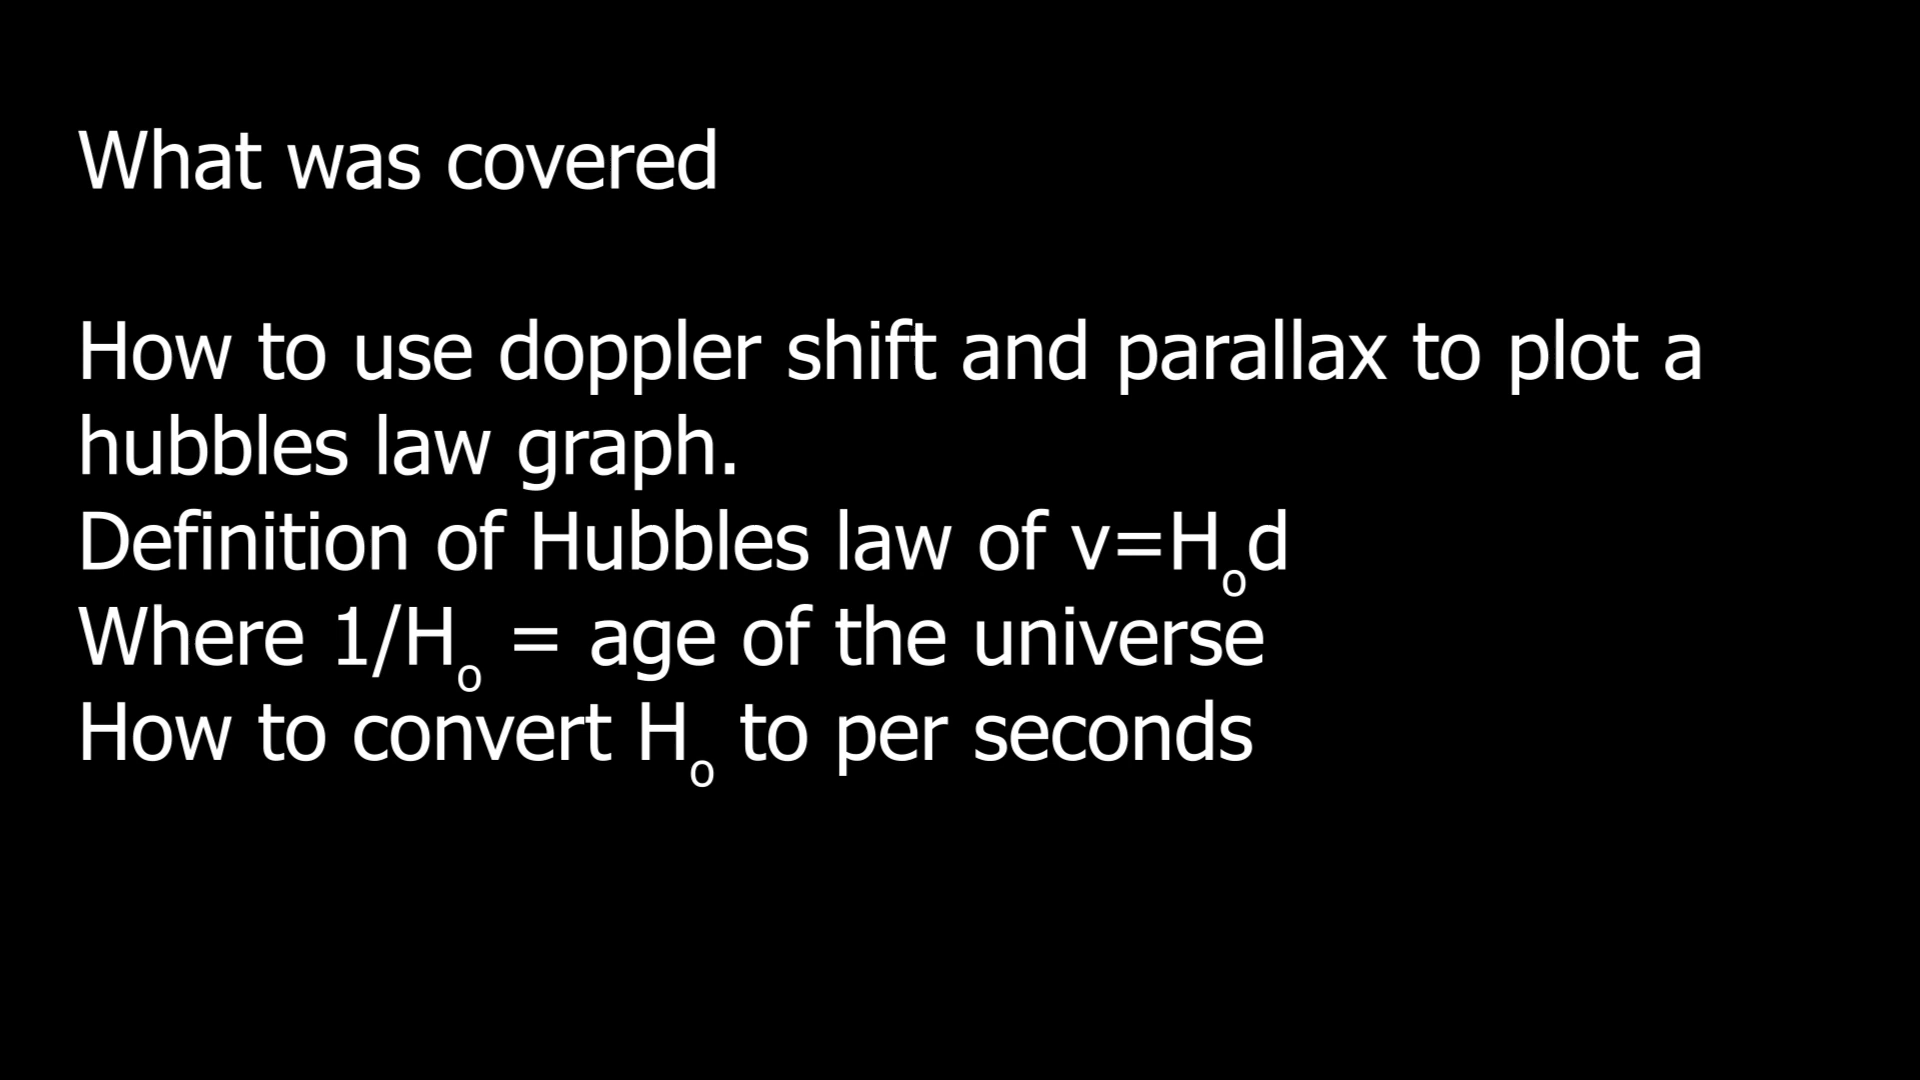 What was covered
How to use doppler shift and parallax to plot a
hubbles law graph.
Definition of Hubbles law of v=Hₒd
Where 1/Hₒ = age of the universe
How to convert Hₒ to per seconds